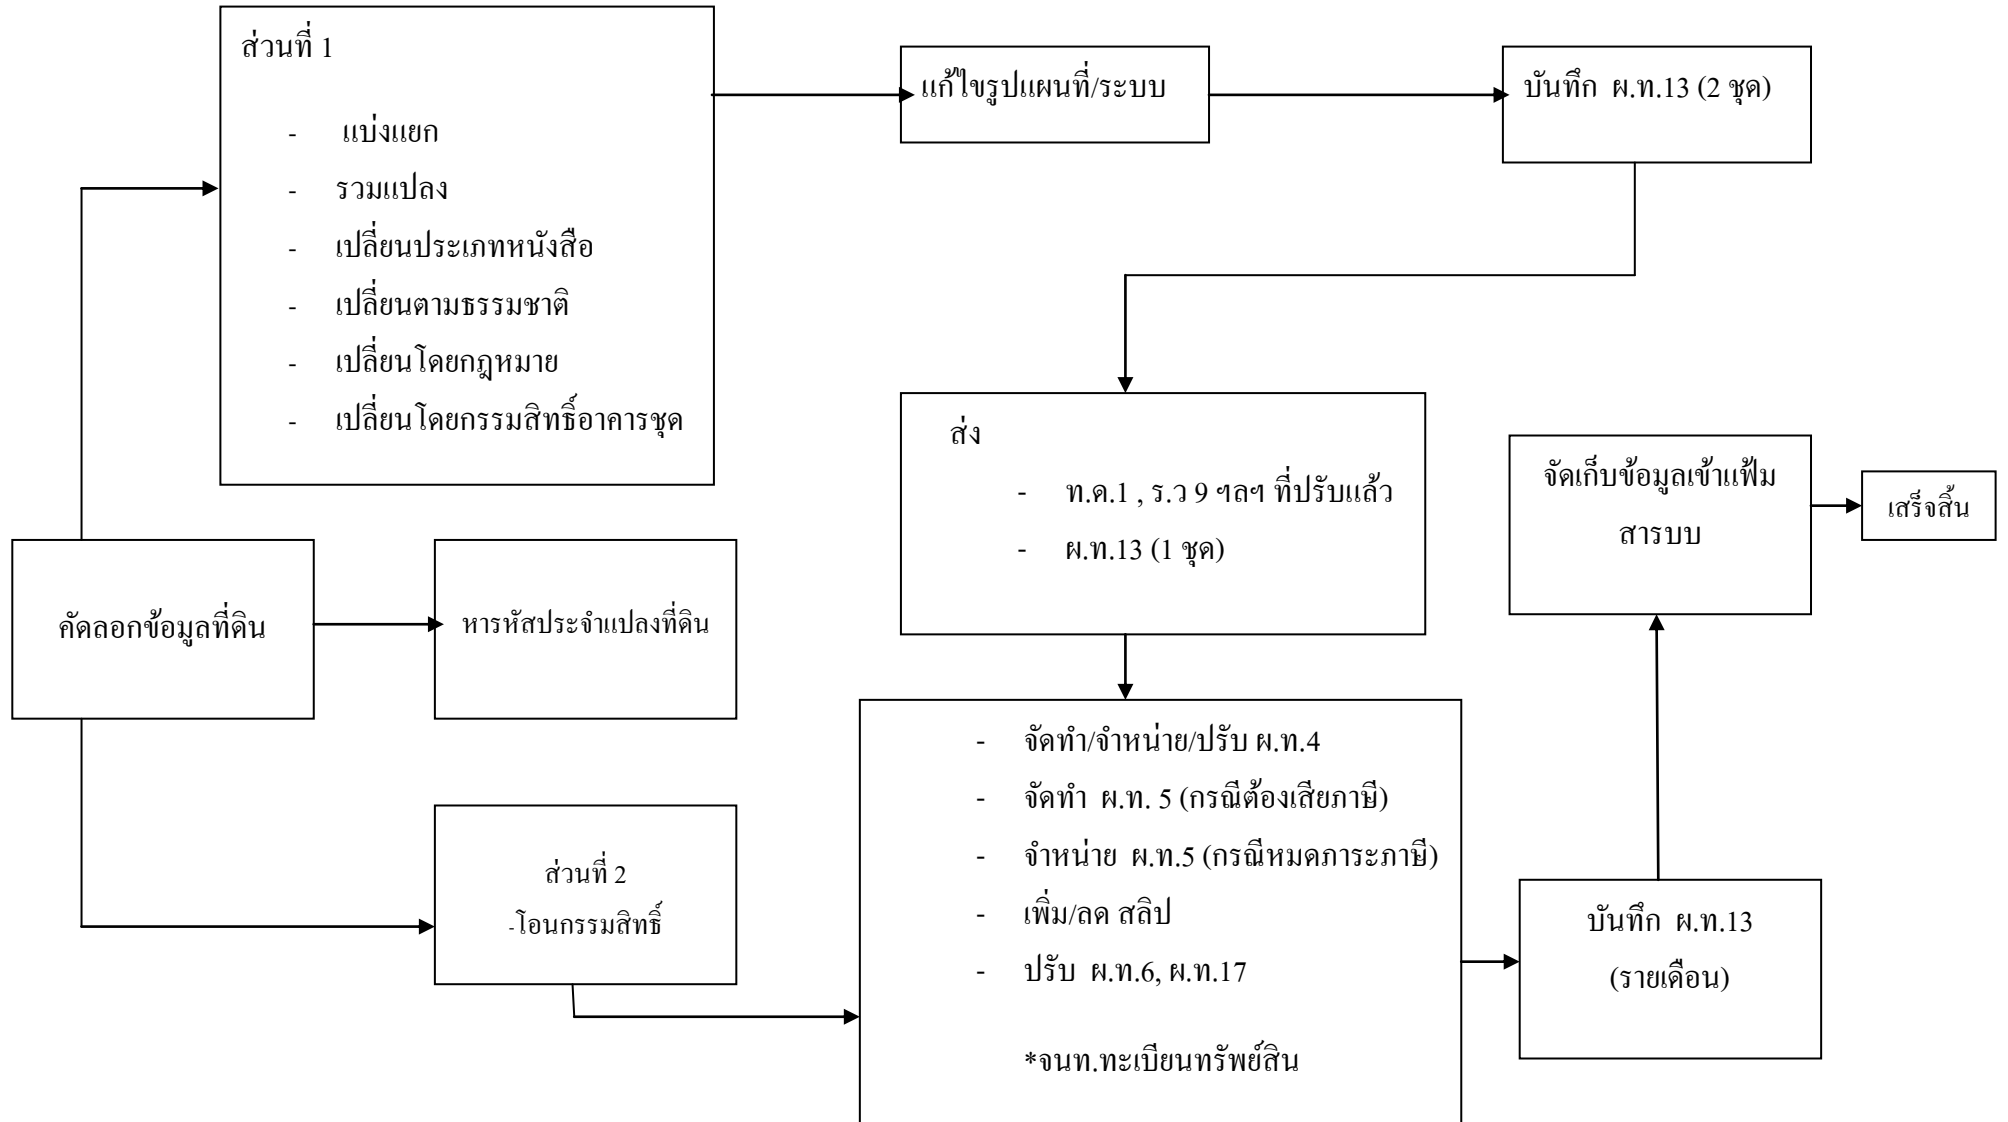 ส่วนที่ 1
- แบ่งแยก
- รวมแปลง
- เปลี่ยนประเภทหนังสือ
- เปลี่ยนตามธรรมชาติ
- เปลี่ยนโดยกฎหมาย
- เปลี่ยนโดยกรรมสิทธิ์อาคารชุด
แก้ไขรูปแผนที่/ระบบ
บันทึก ผ.ท.13 (2 ชุด)
ส่ง
- ท.ด.1 , ร.ว 9 ฯลฯ ที่ปรับแล้ว
- ผ.ท.13 (1 ชุด)
จัดเก็บข้อมูลเข้าแฟ้ม
สารบบ
เสร็จสิ้น
คัดลอกข้อมูลที่ดิน
หารหัสประจำแปลงที่ดิน
ส่วนที่ 2
-โอนกรรมสิทธิ์
- จัดทำ/จำหน่าย/ปรับ ผ.ท.4
- จัดทำ ผ.ท. 5 (กรณีต้องเสียภาษี)
- จำหน่าย ผ.ท.5 (กรณีหมดภาระภาษี)
- เพิ่ม/ลด สลิป
- ปรับ ผ.ท.6, ผ.ท.17
*จนท.ทะเบียนทรัพย์สิน
บันทึก ผ.ท.13
(รายเดือน)